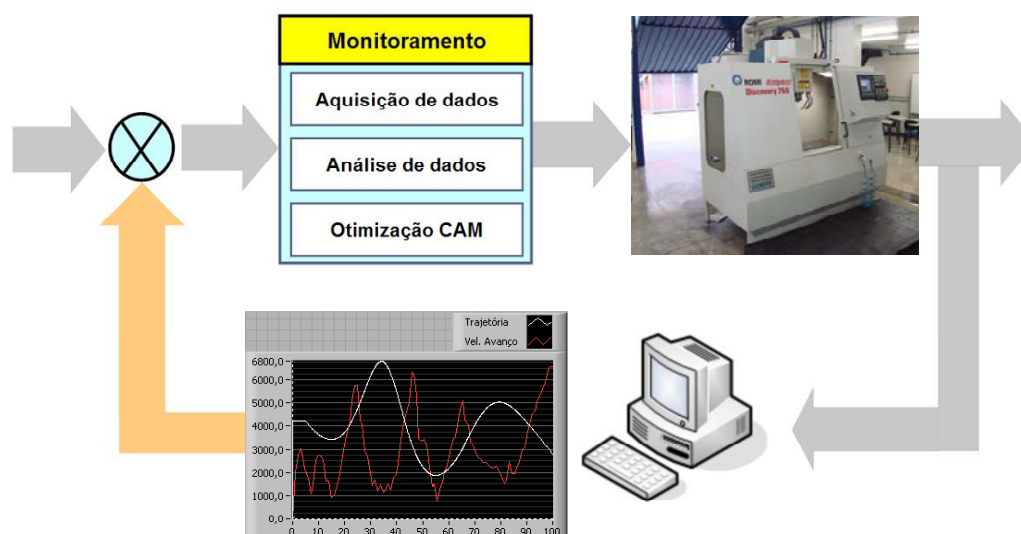 Monitoramento
Aquisição de dados
Análise de dados
Otimização CAM
ROMI
Discovery 760
Trajetória
Vel. Avanço
6800,0
6000,0
5000,0
4000,0
3000,0
2000,0
1000,0
0,0
0 10 20 30 40 50 60 70 80 90 100